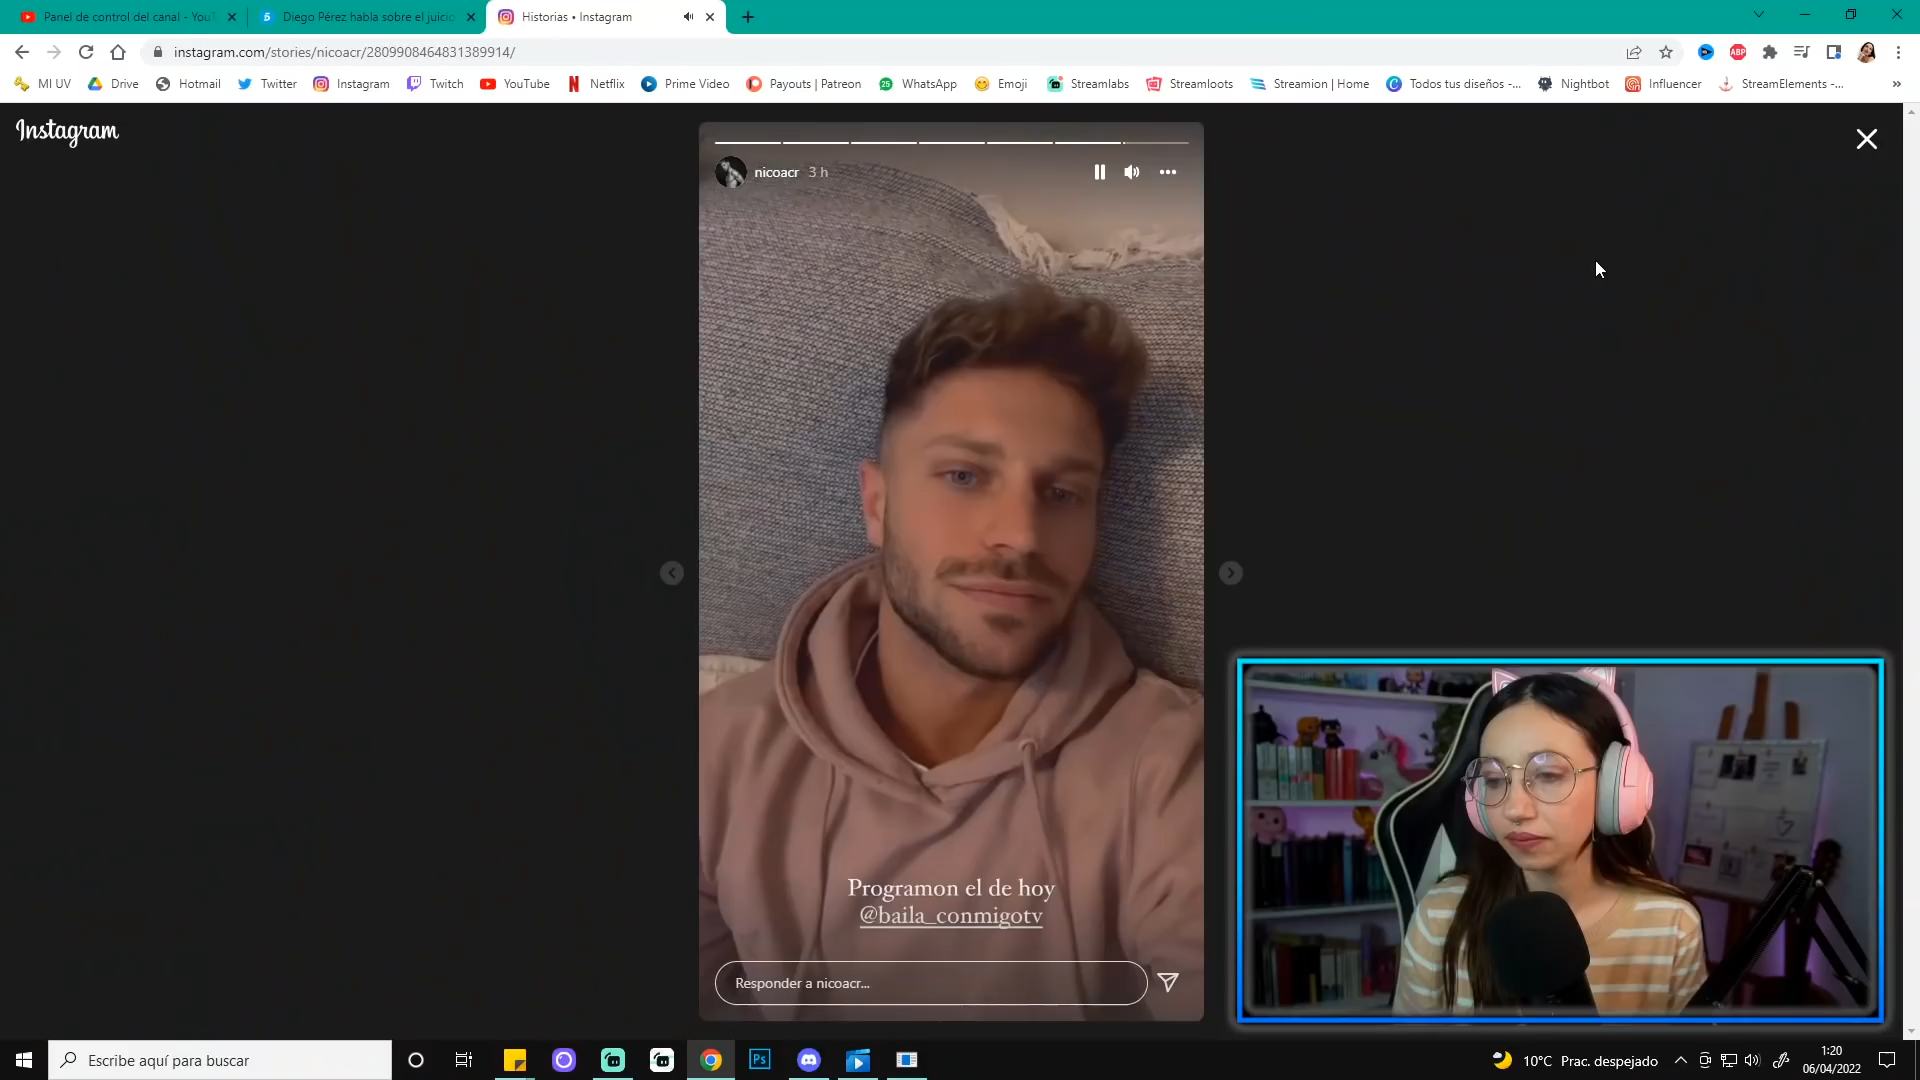 Panel de control del canal - YouT
Diego Pérez habla sobre el juicio
Historias • Instagram
instagram.com/stories/nicoacr/2809908464831389914/
MI UV
Drive
Hotmail
Twitter
Instagram
Twitch
YouTube
Netflix
Prime Video
Payouts | Patreon
WhatsApp
Emoji
Streamlabs
Streamloots
Streamion | Home
Todos tus diseños -...
Nightbot
Influencer
StreamElements -...
»
Instagram
nicoacr 3 h
Programon el de hoy
@baila_conmigotv
Responder a nicoacr...
Escribe aquí para buscar
Ps
10°C Prac. despejado
1:20
06/04/2022